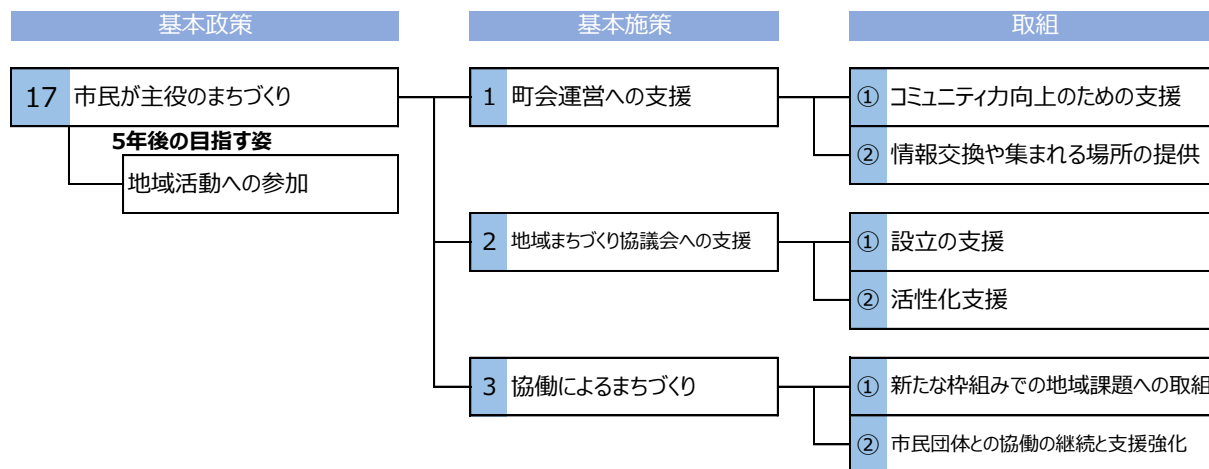 基本政策
基本施策
取組
17 市民が主役のまちづくり
5年後の目指す姿
地域活動への参加
1 町会運営への支援
① コミュニティ力向上のための支援
② 情報交換や集まれる場所の提供
2 地域まちづくり協議会への支援
① 設立の支援
② 活性化支援
3 協働によるまちづくり
① 新たな枠組みでの地域課題への取組
② 市民団体との協働の継続と支援強化